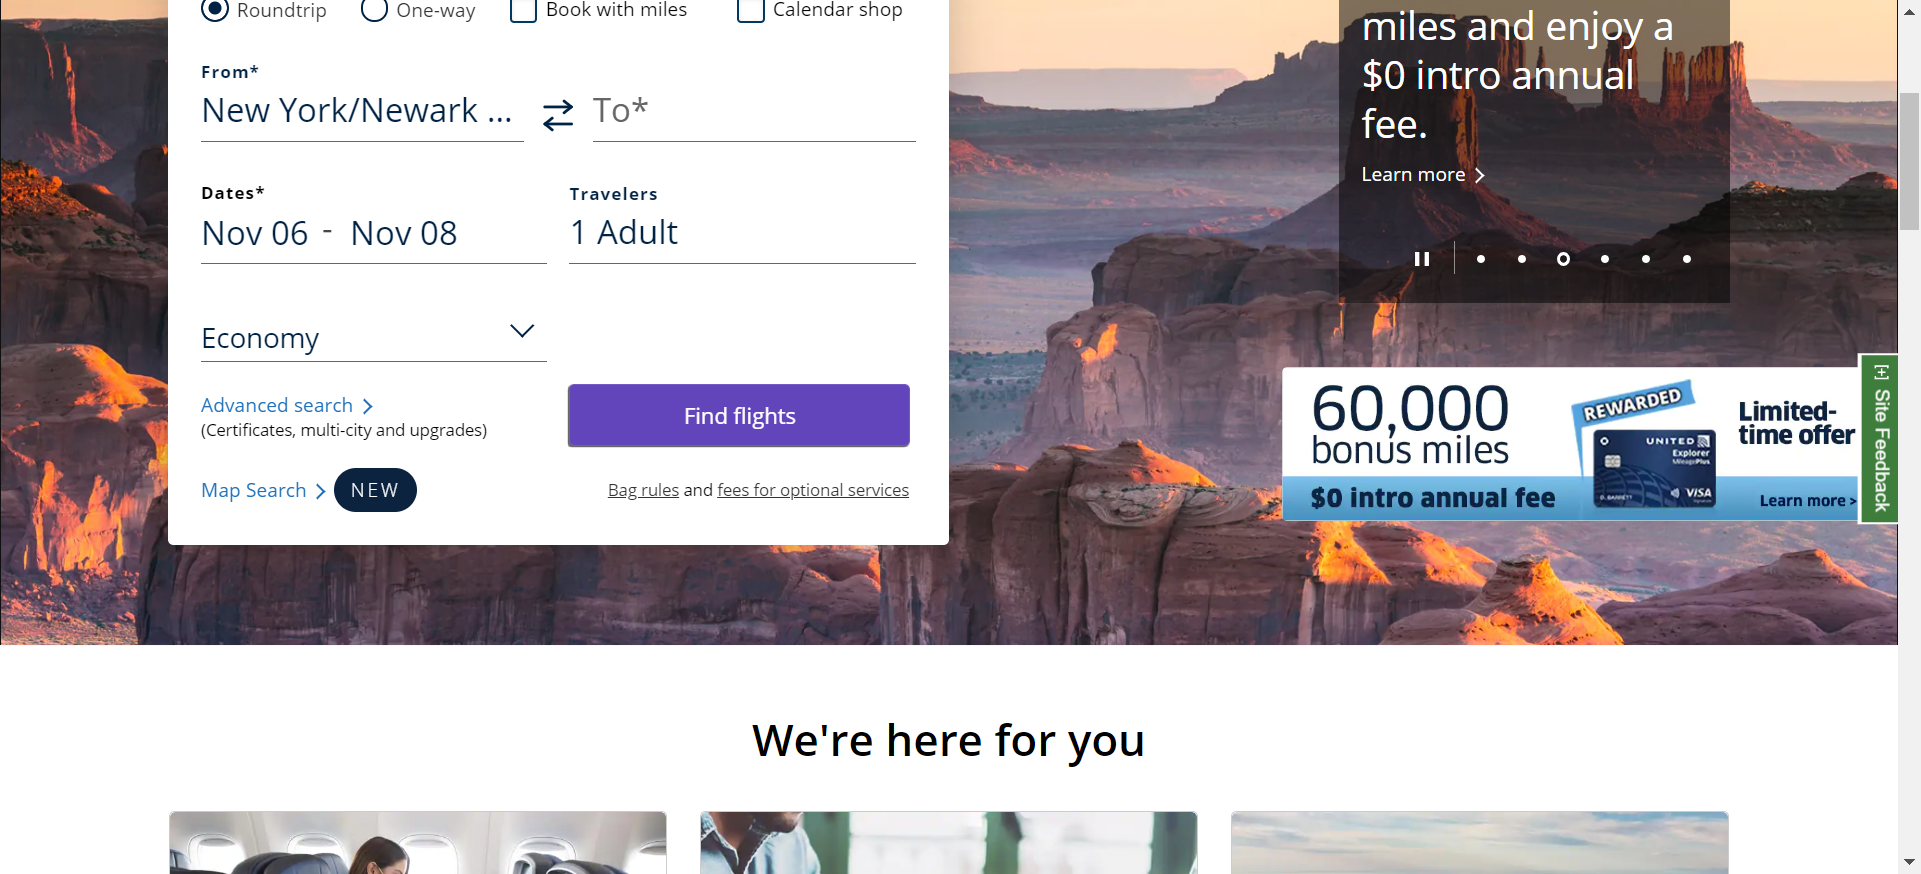 Roundtrip
One-way
Book with miles
Calendar shop
From*
New York/Newark ...
To*
Dates*
Nov 06 - Nov 08
Travelers
1 Adult
Economy
Advanced search
(Certificates, multi-city and upgrades)
Find flights
Map Search
NEW
Bag rules and fees for optional services
miles and enjoy a
$0 intro annual
fee.
Learn more
60,000
bonus miles
$0 intro annual fee
REWARDED
UNITED
Explorer
MileagePlus
D. BARRETT
VISA
Limited-
time offer
Learn more >
[+] Site Feedback
We're here for you